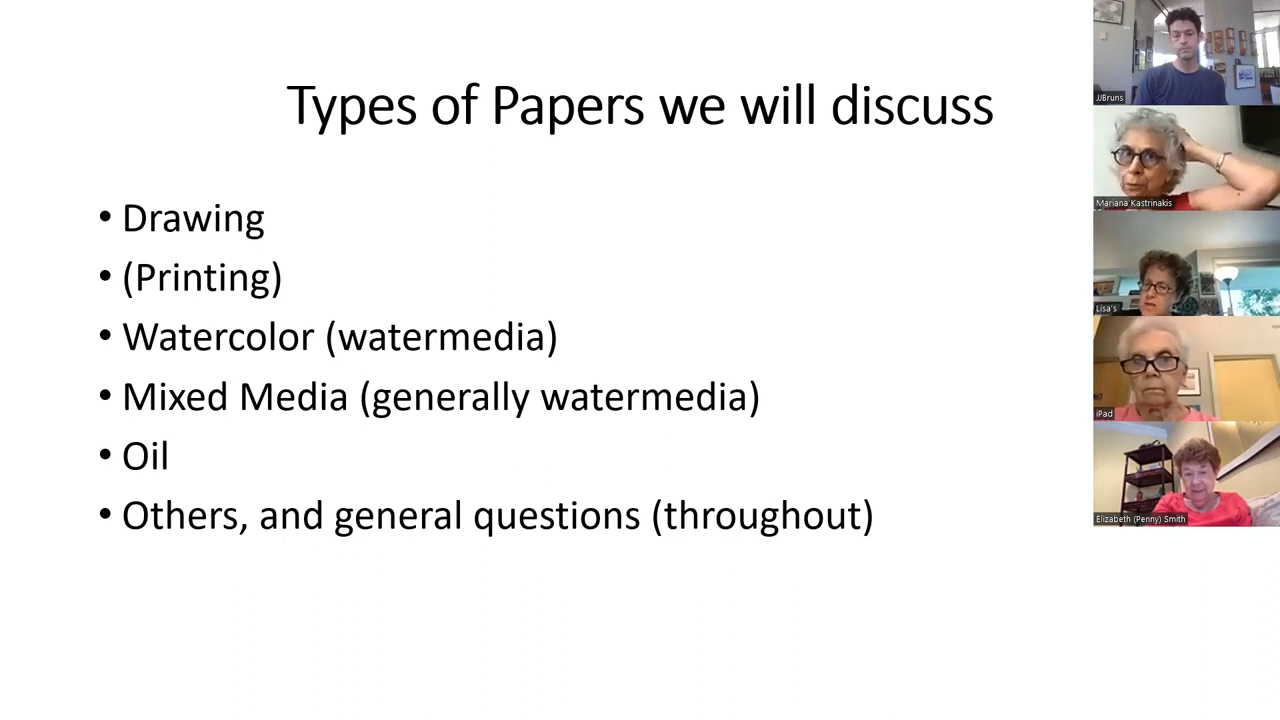 Types of Papers we will discuss
• Drawing
• (Printing)
• Watercolor (watermedia)
• Mixed Media (generally watermedia)
• Oil
• Others, and general questions (throughout)
JJBruns
Mariana Kastrinakis
Lisa's
iPad
Elizabeth (Penny) Smith